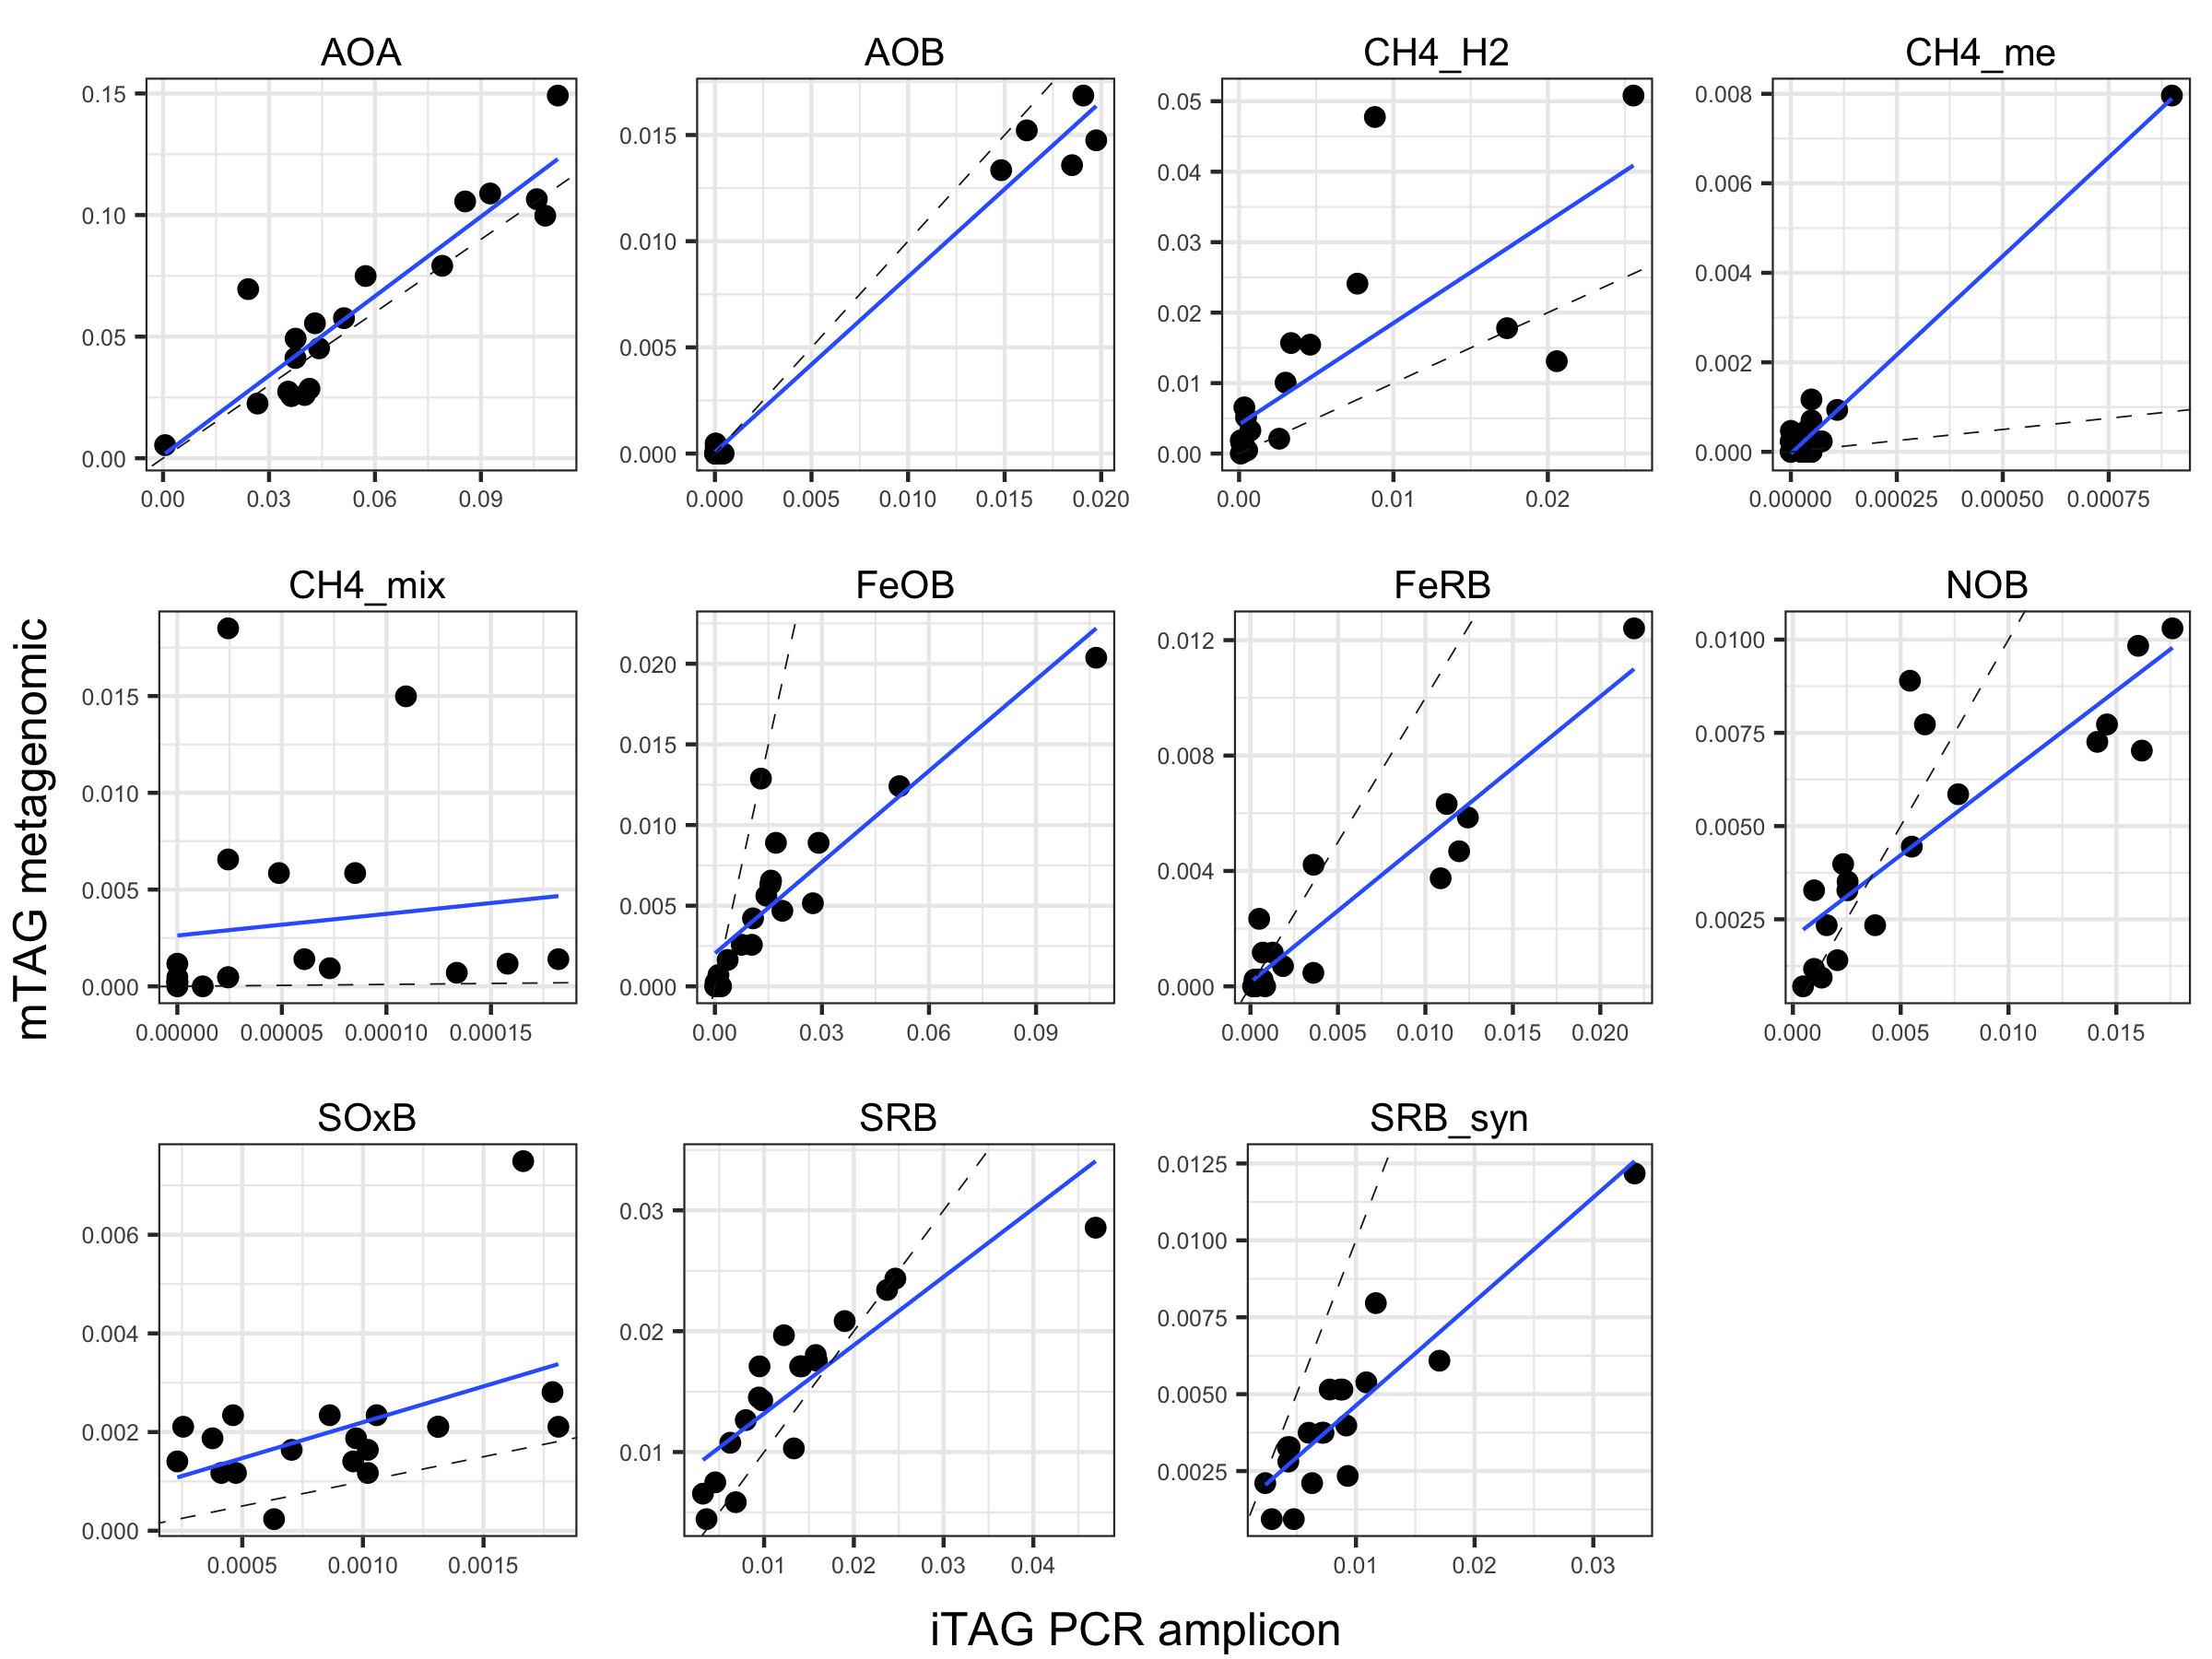 AOA AOB CH4_H2 CH4_me
0.15 0.10 0.05 0.00
0.015 0.010 0.005 0.000
0.05 0.04 0.03 0.02 0.01 0.00
0.008 0.006 0.004 0.002 0.000
0.00 0.03 0.06 0.09
0.000 0.005 0.010 0.015 0.020
0.00 0.01 0.02
0.00000 0.00025 0.00050 0.00075
CH4_mix FeOB FeRB NOB
mTAG metagenomic
0.015 0.010 0.005 0.000
0.020 0.015 0.010 0.005 0.000
0.012 0.008 0.004 0.000
0.0100 0.0075 0.0050 0.0025
0.00000 0.00005 0.00010 0.00015
0.00 0.03 0.06 0.09
0.000 0.005 0.010 0.015 0.020
0.000 0.005 0.010 0.015
SOxB SRB SRB_syn
0.006 0.004 0.002 0.000
0.03 0.02 0.01
0.0125 0.0100 0.0075 0.0050 0.0025
0.0005 0.0010 0.0015
0.01 0.02 0.03 0.04
0.01 0.02 0.03
iTAG PCR amplicon